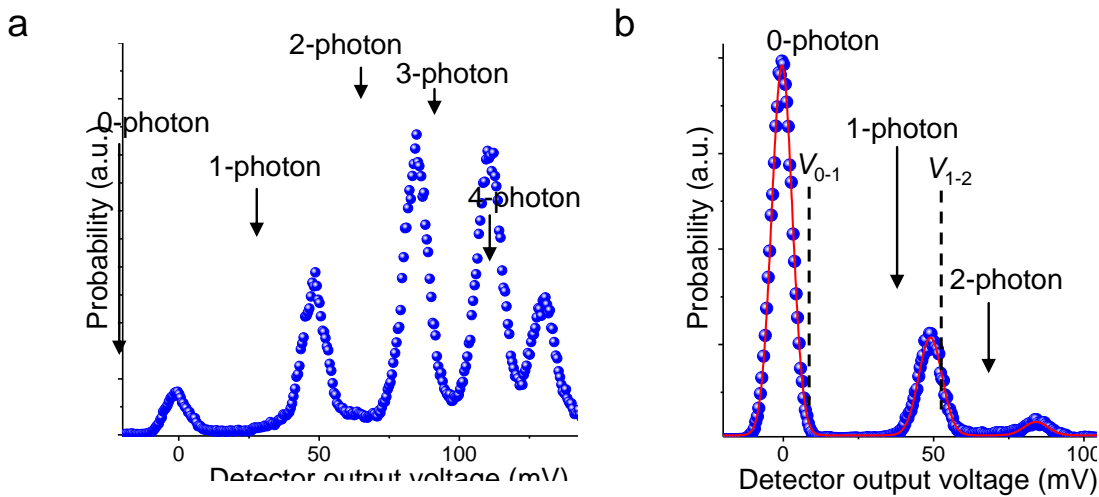 a
2-photon
3-photon
0-photon
1-photon
4-photon
Probability (a.u.)
0 50 100
Detector output voltage (mV)
b
0-photon
1-photon
V0-1
V1-2
2-photon
Probability (a.u.)
0 50 100
Detector output voltage (mV)